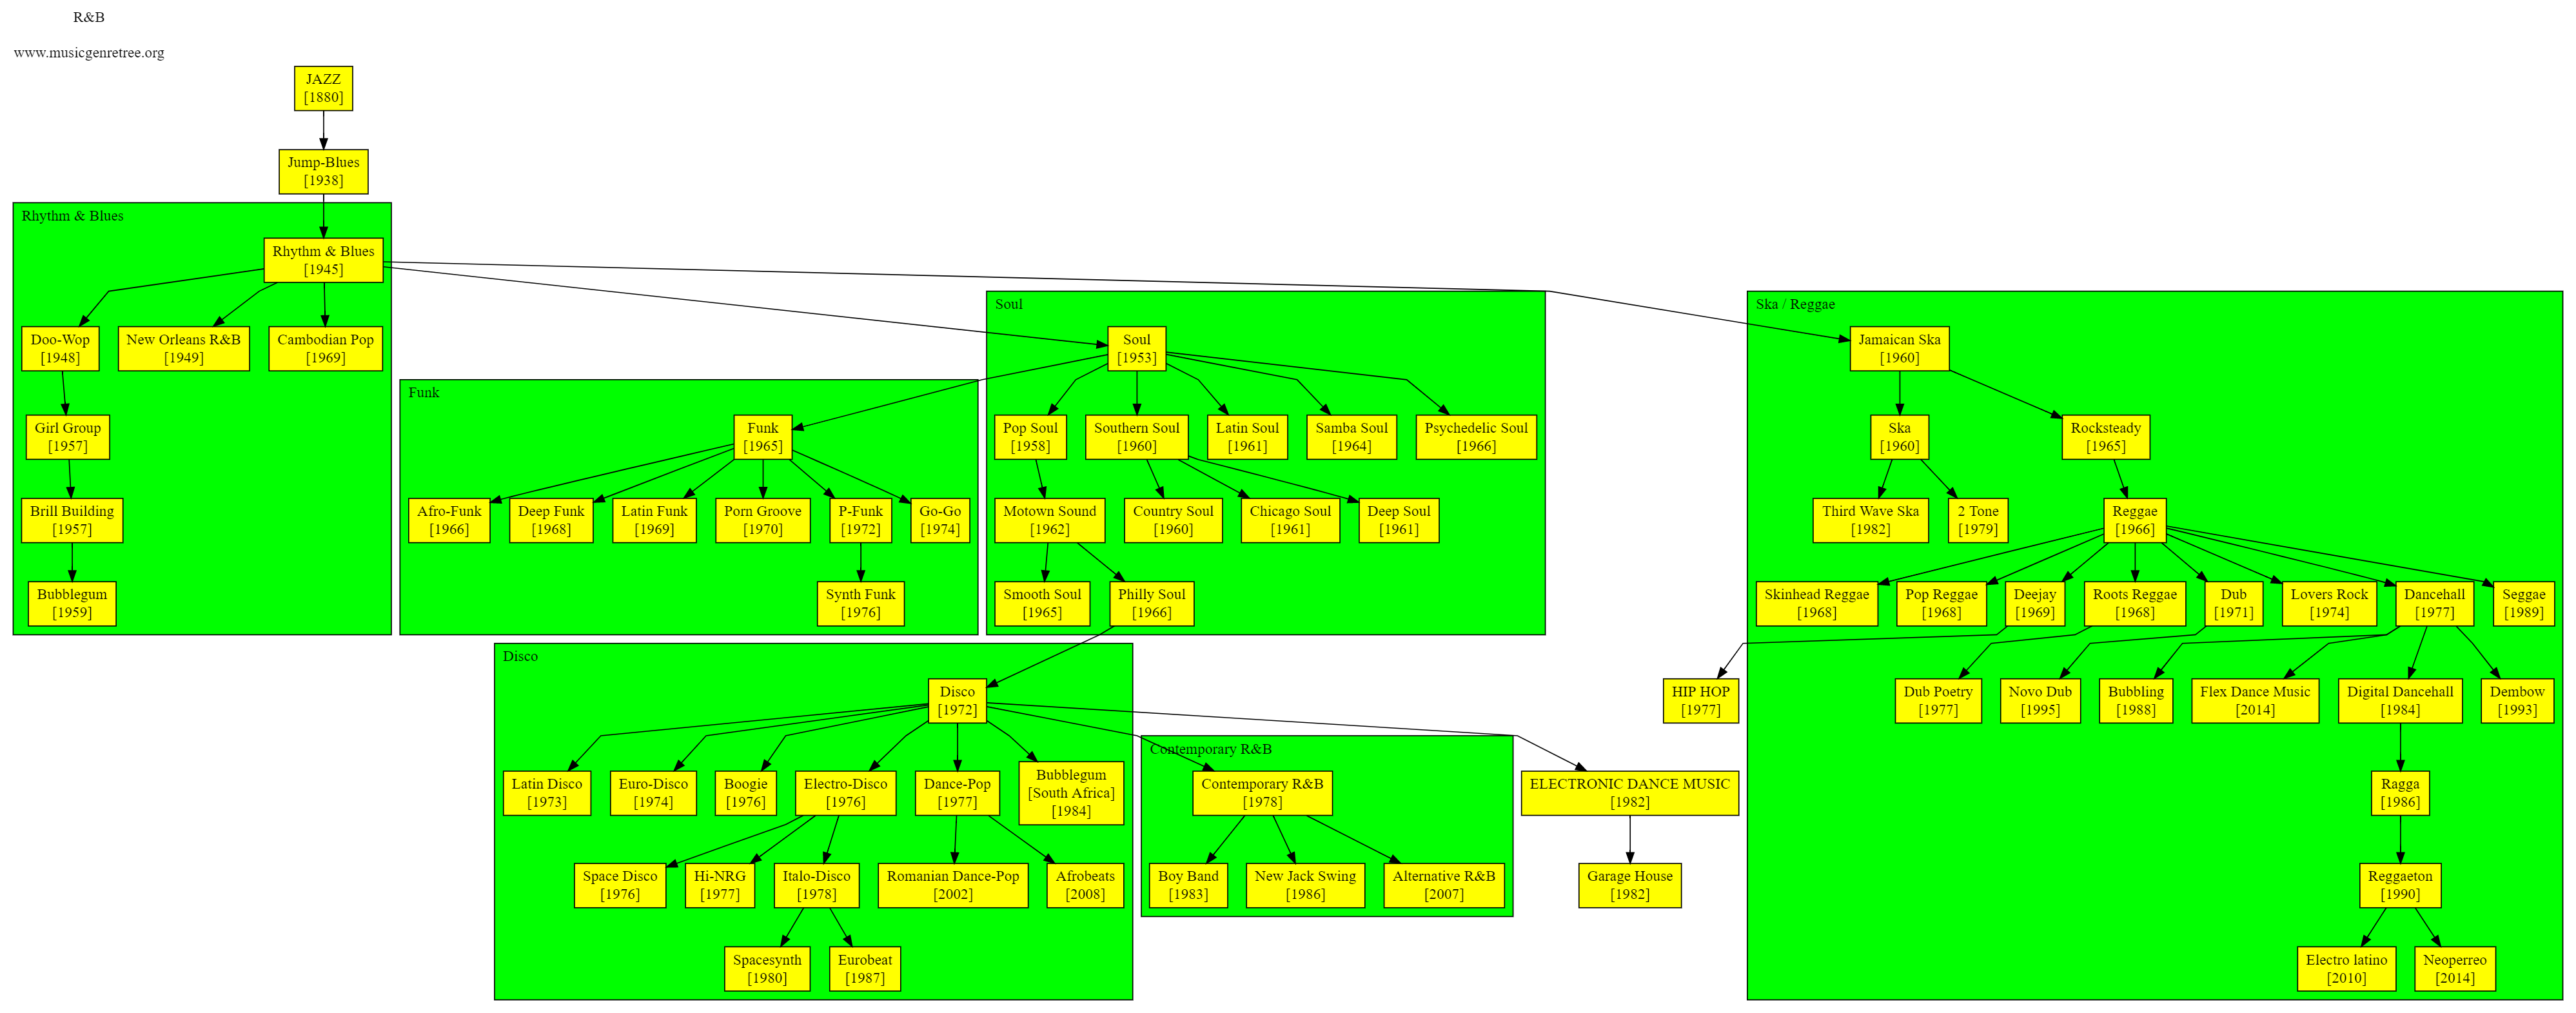 R&B
www.musicgenretree.org
JAZZ
[1880]
Jump-Blues
[1938]
Rhythm & Blues
Rhythm & Blues
[1945]
Doo-Wop
[1948]
New Orleans R&B
[1949]
Cambodian Pop
[1969]
Girl Group
[1957]
Brill Building
[1957]
Bubblegum
[1959]
Funk
Funk
[1965]
Afro-Funk
[1966]
Deep Funk
[1968]
Latin Funk
[1969]
Porn Groove
[1970]
P-Funk
[1972]
Go-Go
[1974]
Synth Funk
[1976]
Soul
Soul
[1953]
Pop Soul
[1958]
Southern Soul
[1960]
Latin Soul
[1961]
Samba Soul
[1964]
Psychedelic Soul
[1966]
Motown Sound
[1962]
Country Soul
[1960]
Chicago Soul
[1961]
Deep Soul
[1961]
Smooth Soul
[1965]
Philly Soul
[1966]
Disco
Disco
[1972]
Latin Disco
[1973]
Euro-Disco
[1974]
Boogie
[1976]
Electro-Disco
[1976]
Dance-Pop
[1977]
Bubblegum
[South Africa]
[1984]
Space Disco
[1976]
Hi-NRG
[1977]
Italo-Disco
[1978]
Romanian Dance-Pop
[2002]
Afrobeats
[2008]
Spacesynth
[1980]
Eurobeat
[1987]
Contemporary R&B
Contemporary R&B
[1978]
Boy Band
[1983]
New Jack Swing
[1986]
Alternative R&B
[2007]
ELECTRONIC DANCE MUSIC
[1982]
Garage House
[1982]
HIP HOP
[1977]
Ska / Reggae
Jamaican Ska
[1960]
Ska
[1960]
Rocksteady
[1965]
Third Wave Ska
[1982]
2 Tone
[1979]
Reggae
[1966]
Skinhead Reggae
[1968]
Pop Reggae
[1968]
Deejay
[1969]
Roots Reggae
[1968]
Dub
[1971]
Lovers Rock
[1974]
Dancehall
[1977]
Seggae
[1989]
Dub Poetry
[1977]
Novo Dub
[1995]
Bubbling
[1988]
Flex Dance Music
[2014]
Digital Dancehall
[1984]
Dembow
[1993]
Ragga
[1986]
Reggaeton
[1990]
Electro latino
[2010]
Neoperreo
[2014]